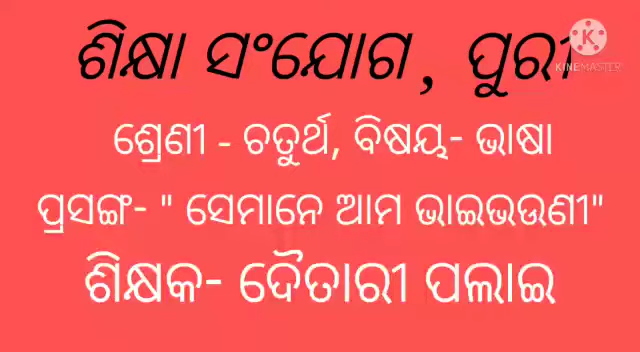 ଶିକ୍ଷା ସଂଯୋଗ, ପୁରୀ
KINEMASTER
ଶ୍ରେଣୀ - ଚତୁର୍ଥ, ବିଷୟ- ଭାଷା
ପ୍ରସଙ୍ଗ- " ସେମାନେ ଆମ ଭାଇଭଉଣୀ"
ଶିକ୍ଷକ- ଦୈତାରୀ ପଲାଇ